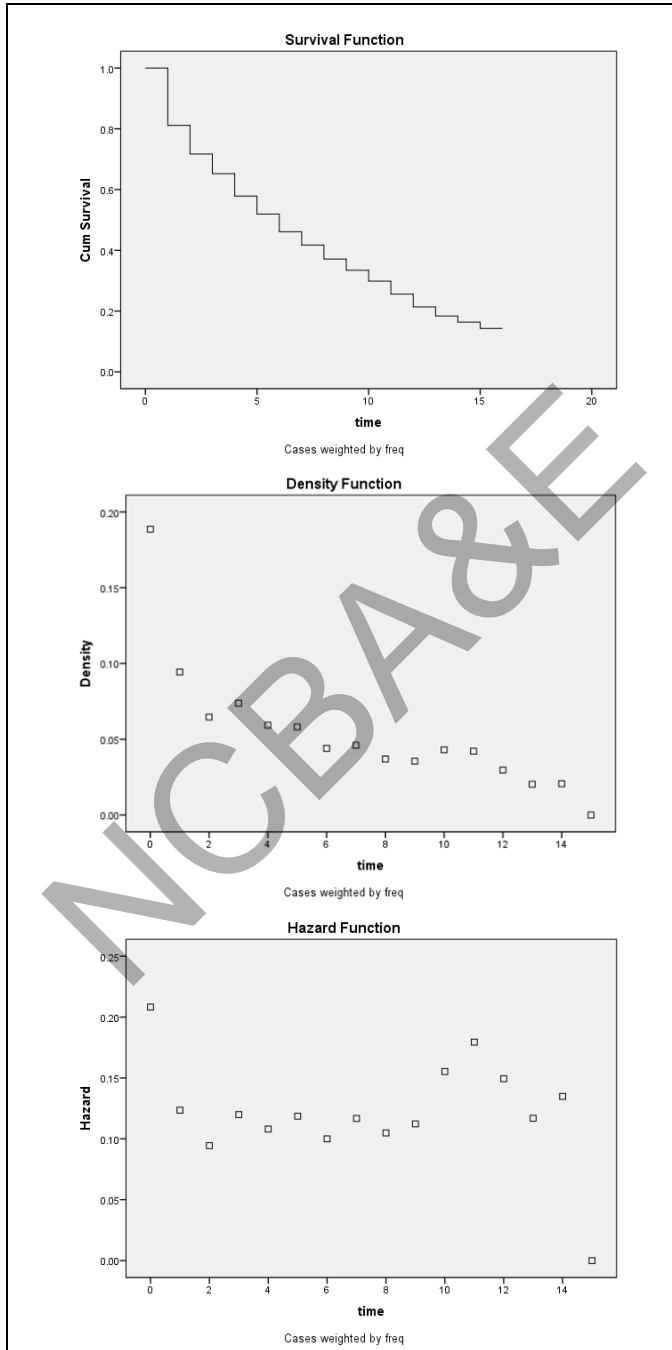 Survival Function
1.0
0.8
0.6
0.4
0.2
0.0
Cum Survival
0 5 10 15 20
time
Cases weighted by freq
Density Function
0.20
0.15
0.10
0.05
0.00
Density
0 2 4 6 8 10 12 14
time
Cases weighted by freq
Hazard Function
0.25
0.20
0.15
0.10
0.05
0.00
Hazard
0 2 4 6 8 10 12 14
time
Cases weighted by freq
NCBA&E